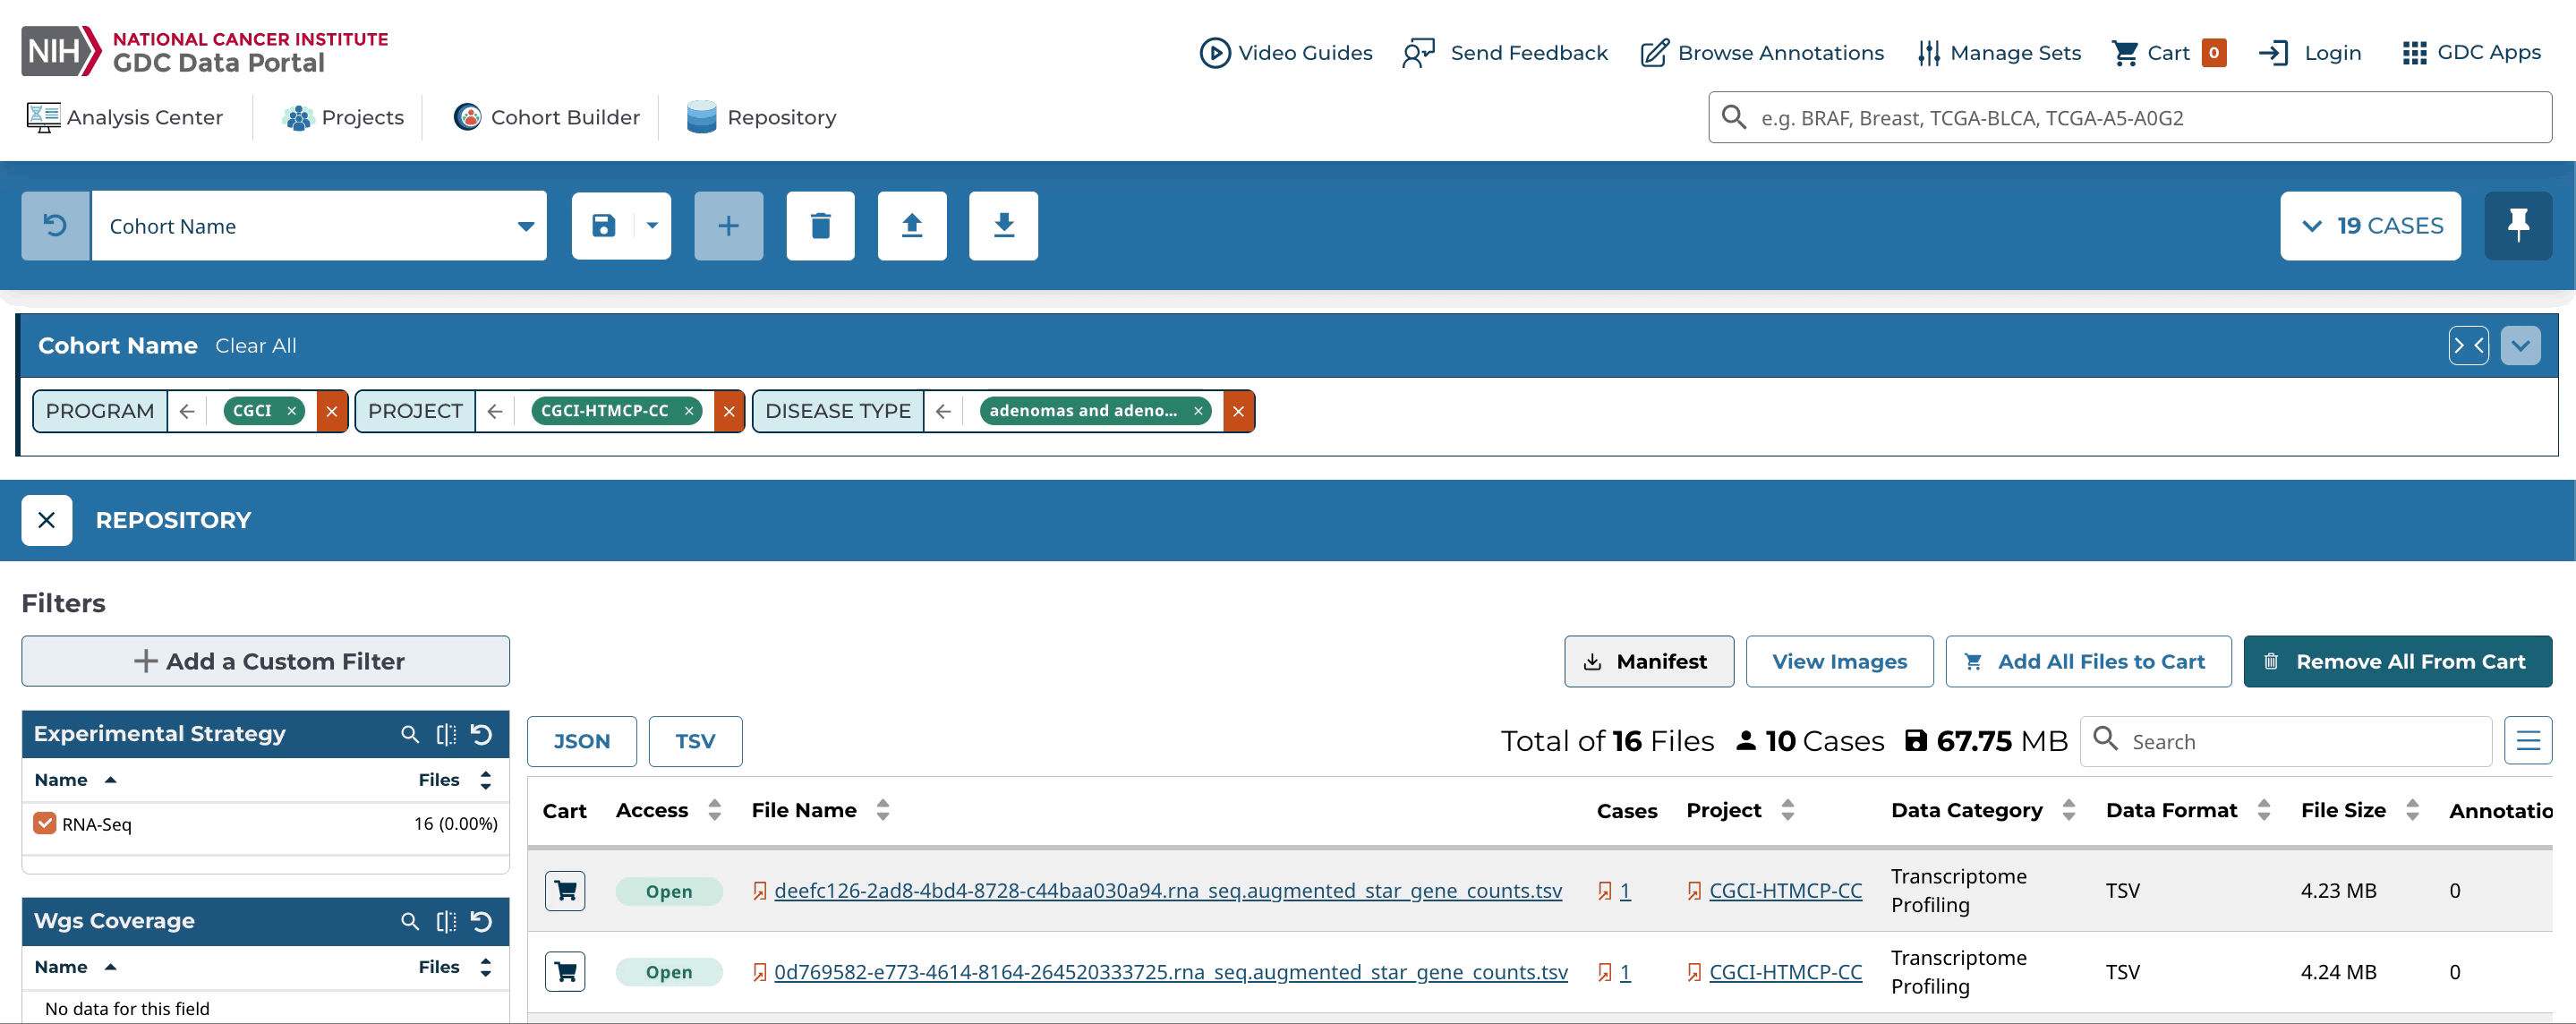 NIH NATIONAL CANCER INSTITUTE
GDC Data Portal
Video Guides Send Feedback Browse Annotations Manage Sets Cart 0 Login GDC Apps
Analysis Center Projects Cohort Builder Repository
e.g. BRAF, Breast, TCGA-BLCA, TCGA-A5-A0G2
Cohort Name
19 CASES
Cohort Name Clear All
PROGRAM CGCI PROJECT CGCI-HTMCP-CC DISEASE TYPE adenomas and adeno...
REPOSITORY
Filters
Add a Custom Filter
Manifest View Images Add All Files to Cart Remove All From Cart
Experimental Strategy
Name Files
RNA-Seq 16 (0.00%)
Wgs Coverage
Name Files
No data for this field
JSON TSV
Total of 16 Files 10 Cases 67.75 MB Search
Cart Access File Name Cases Project Data Category Data Format File Size Annotatio
Open deefc126-2ad8-4bd4-8728-c44baa030a94.rna_seq.augmented_star_gene_counts.tsv 1 CGCI-HTMCP-CC Transcriptome Profiling TSV 4.23 MB 0
Open 0d769582-e773-4614-8164-264520333725.rna_seq.augmented_star_gene_counts.tsv 1 CGCI-HTMCP-CC Transcriptome Profiling TSV 4.24 MB 0